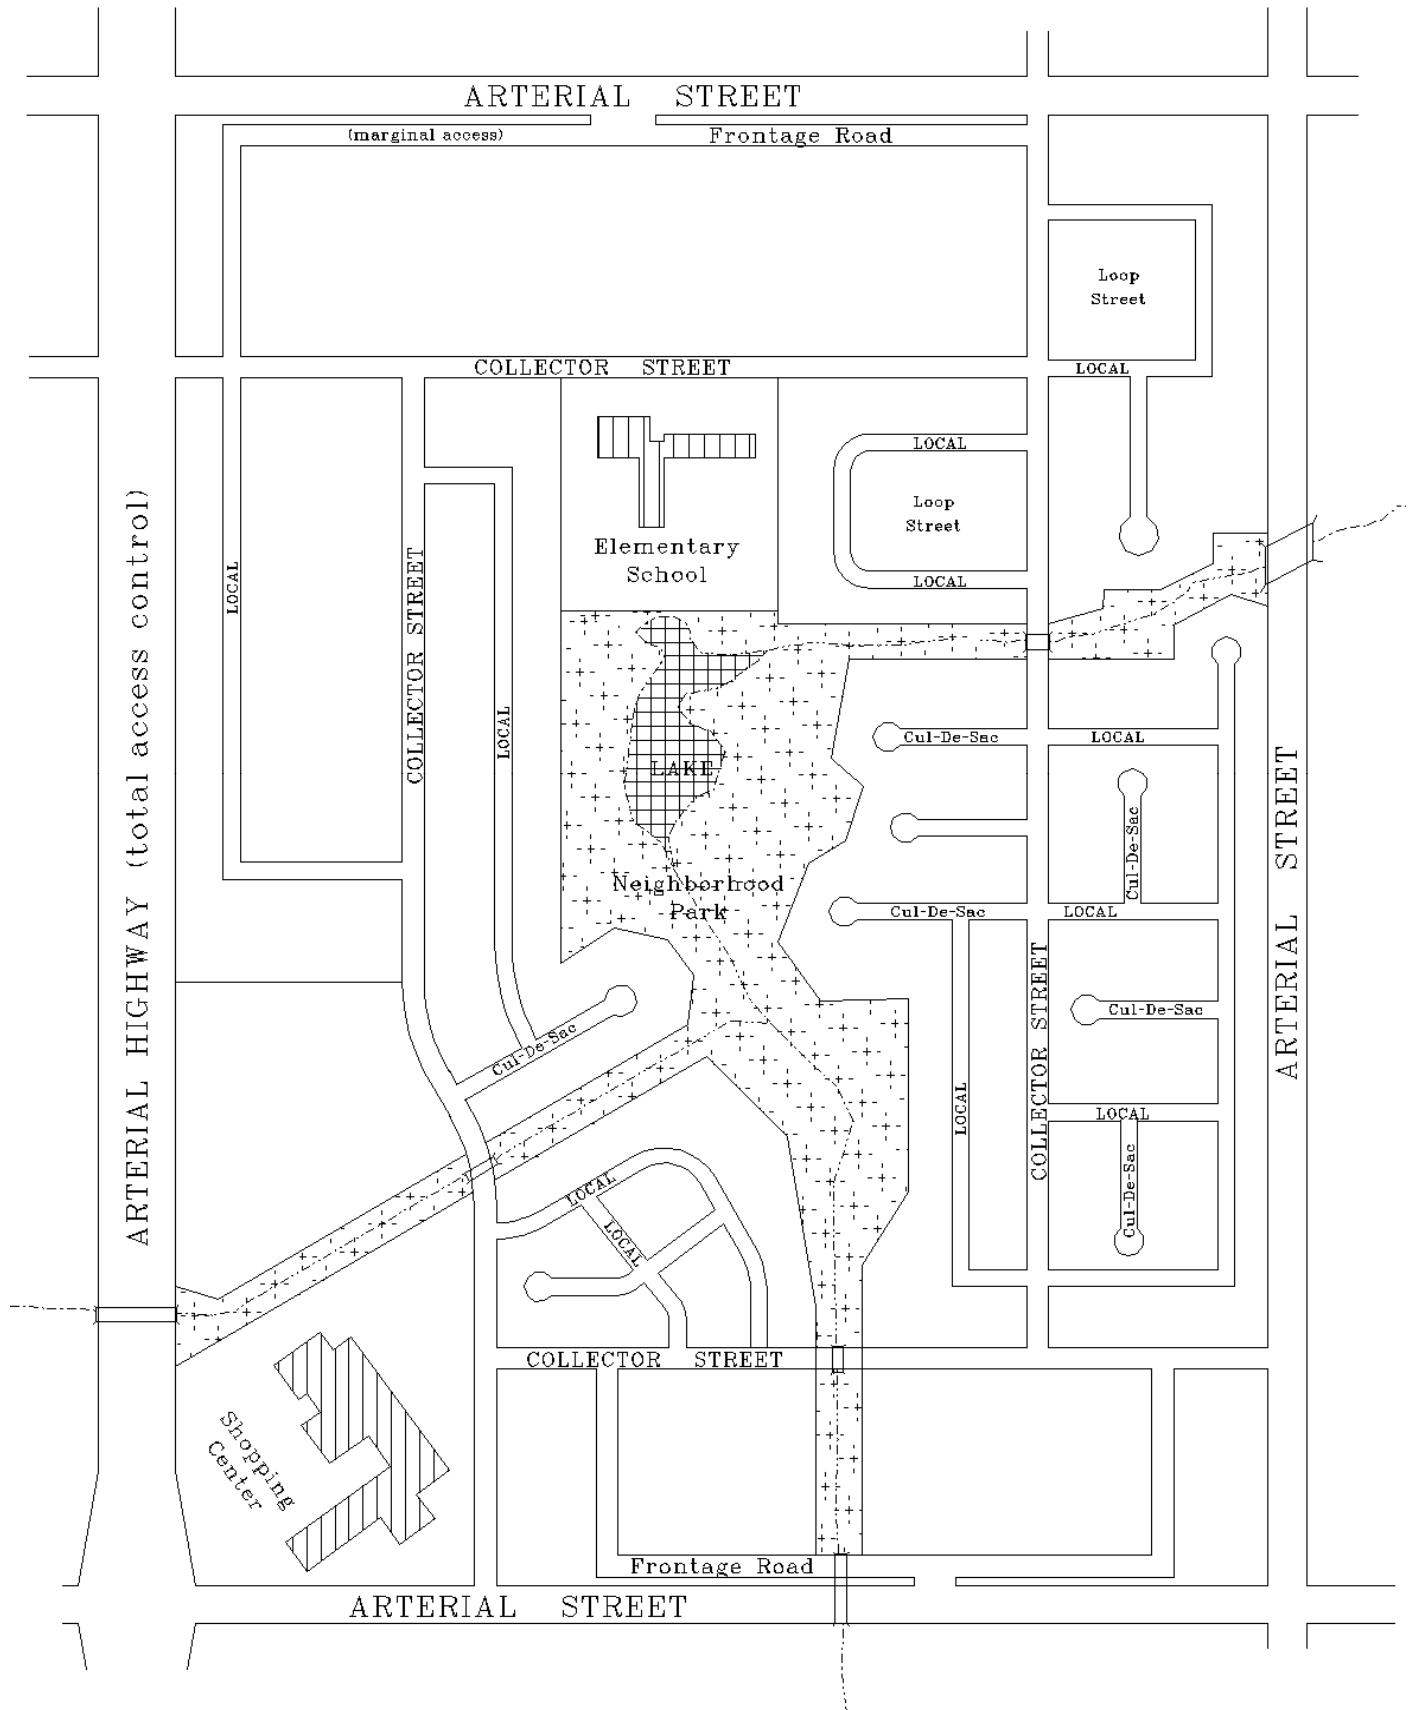 ARTERIAL STREET
(marginal access)
Frontage Road
Loop
Street
COLLECTOR STREET
LOCAL
LOCAL
Loop
Street
LOCAL
Elementary
School
LOCAL
COLLECTOR STREET
LOCAL
ARTERIAL HIGHWAY (total access control)
LAKE
Cul-De-Sac
LOCAL
ARTERIAL STREET
Cul-De-Sac
Neighborhood
Park
Cul-De-Sac
LOCAL
COLLECTOR STREET
Cul-De-Sac
Cul-De-Sac
LOCAL
LOCAL
Cul-De-Sac
LOCAL
LOCAL
COLLECTOR STREET
Shopping
Center
Frontage Road
ARTERIAL STREET